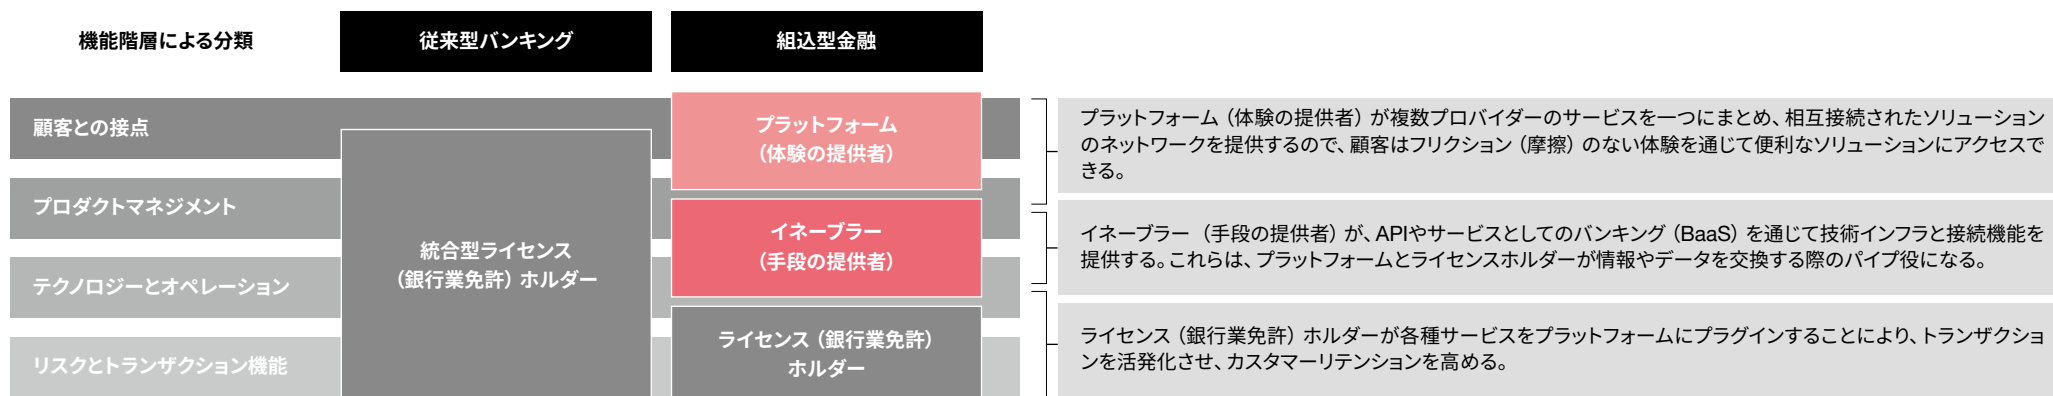 機能階層による分類
従来型バンキング
組込型金融
顧客との接点
プロダクトマネジメント
テクノロジーとオペレーション
リスクとトランザクション機能
統合型ライセンス
（銀行業免許）ホルダー
プラットフォーム
（体験の提供者）
イネーブラー
（手段の提供者）
ライセンス（銀行業免許）
ホルダー
プラットフォーム（体験の提供者）が複数プロバイダーのサービスを一つにまとめ、相互接続されたソリューション
のネットワークを提供するので、顧客はフリクション（摩擦）のない体験を通じて便利なソリューションにアクセスで
きる。
イネーブラー （手段の提供者）が、APIやサービスとしてのバンキング（BaaS）を通じて技術インフラと接続機能を
提供する。これらは、プラットフォームとライセンスホルダーが情報やデータを交換する際のパイプ役になる。
ライセンス（銀行業免許）ホルダーが各種サービスをプラットフォームにプラグインすることにより、トランザクショ
ンを活発化させ、カスタマーリテンションを高める。